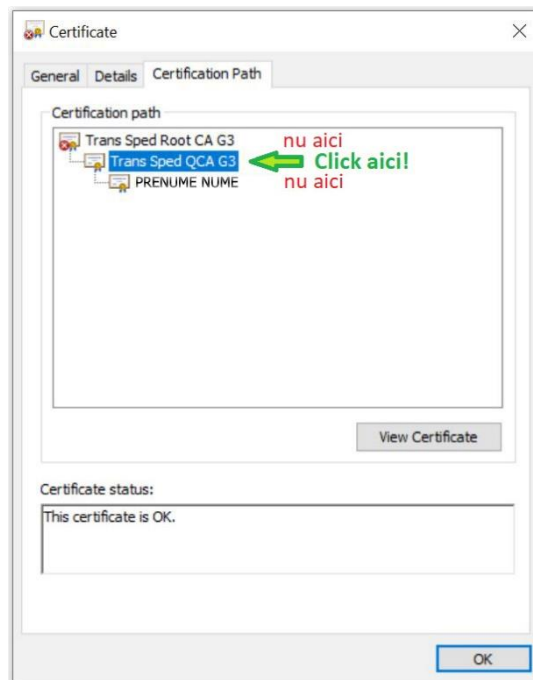 Certificate
General Details Certification Path
Certification path
Trans Sped Root CA G3 nu aici
Trans Sped QCA G3 Click aici!
PRENUME NUME nu aici
View Certificate
Certificate status:
This certificate is OK.
OK